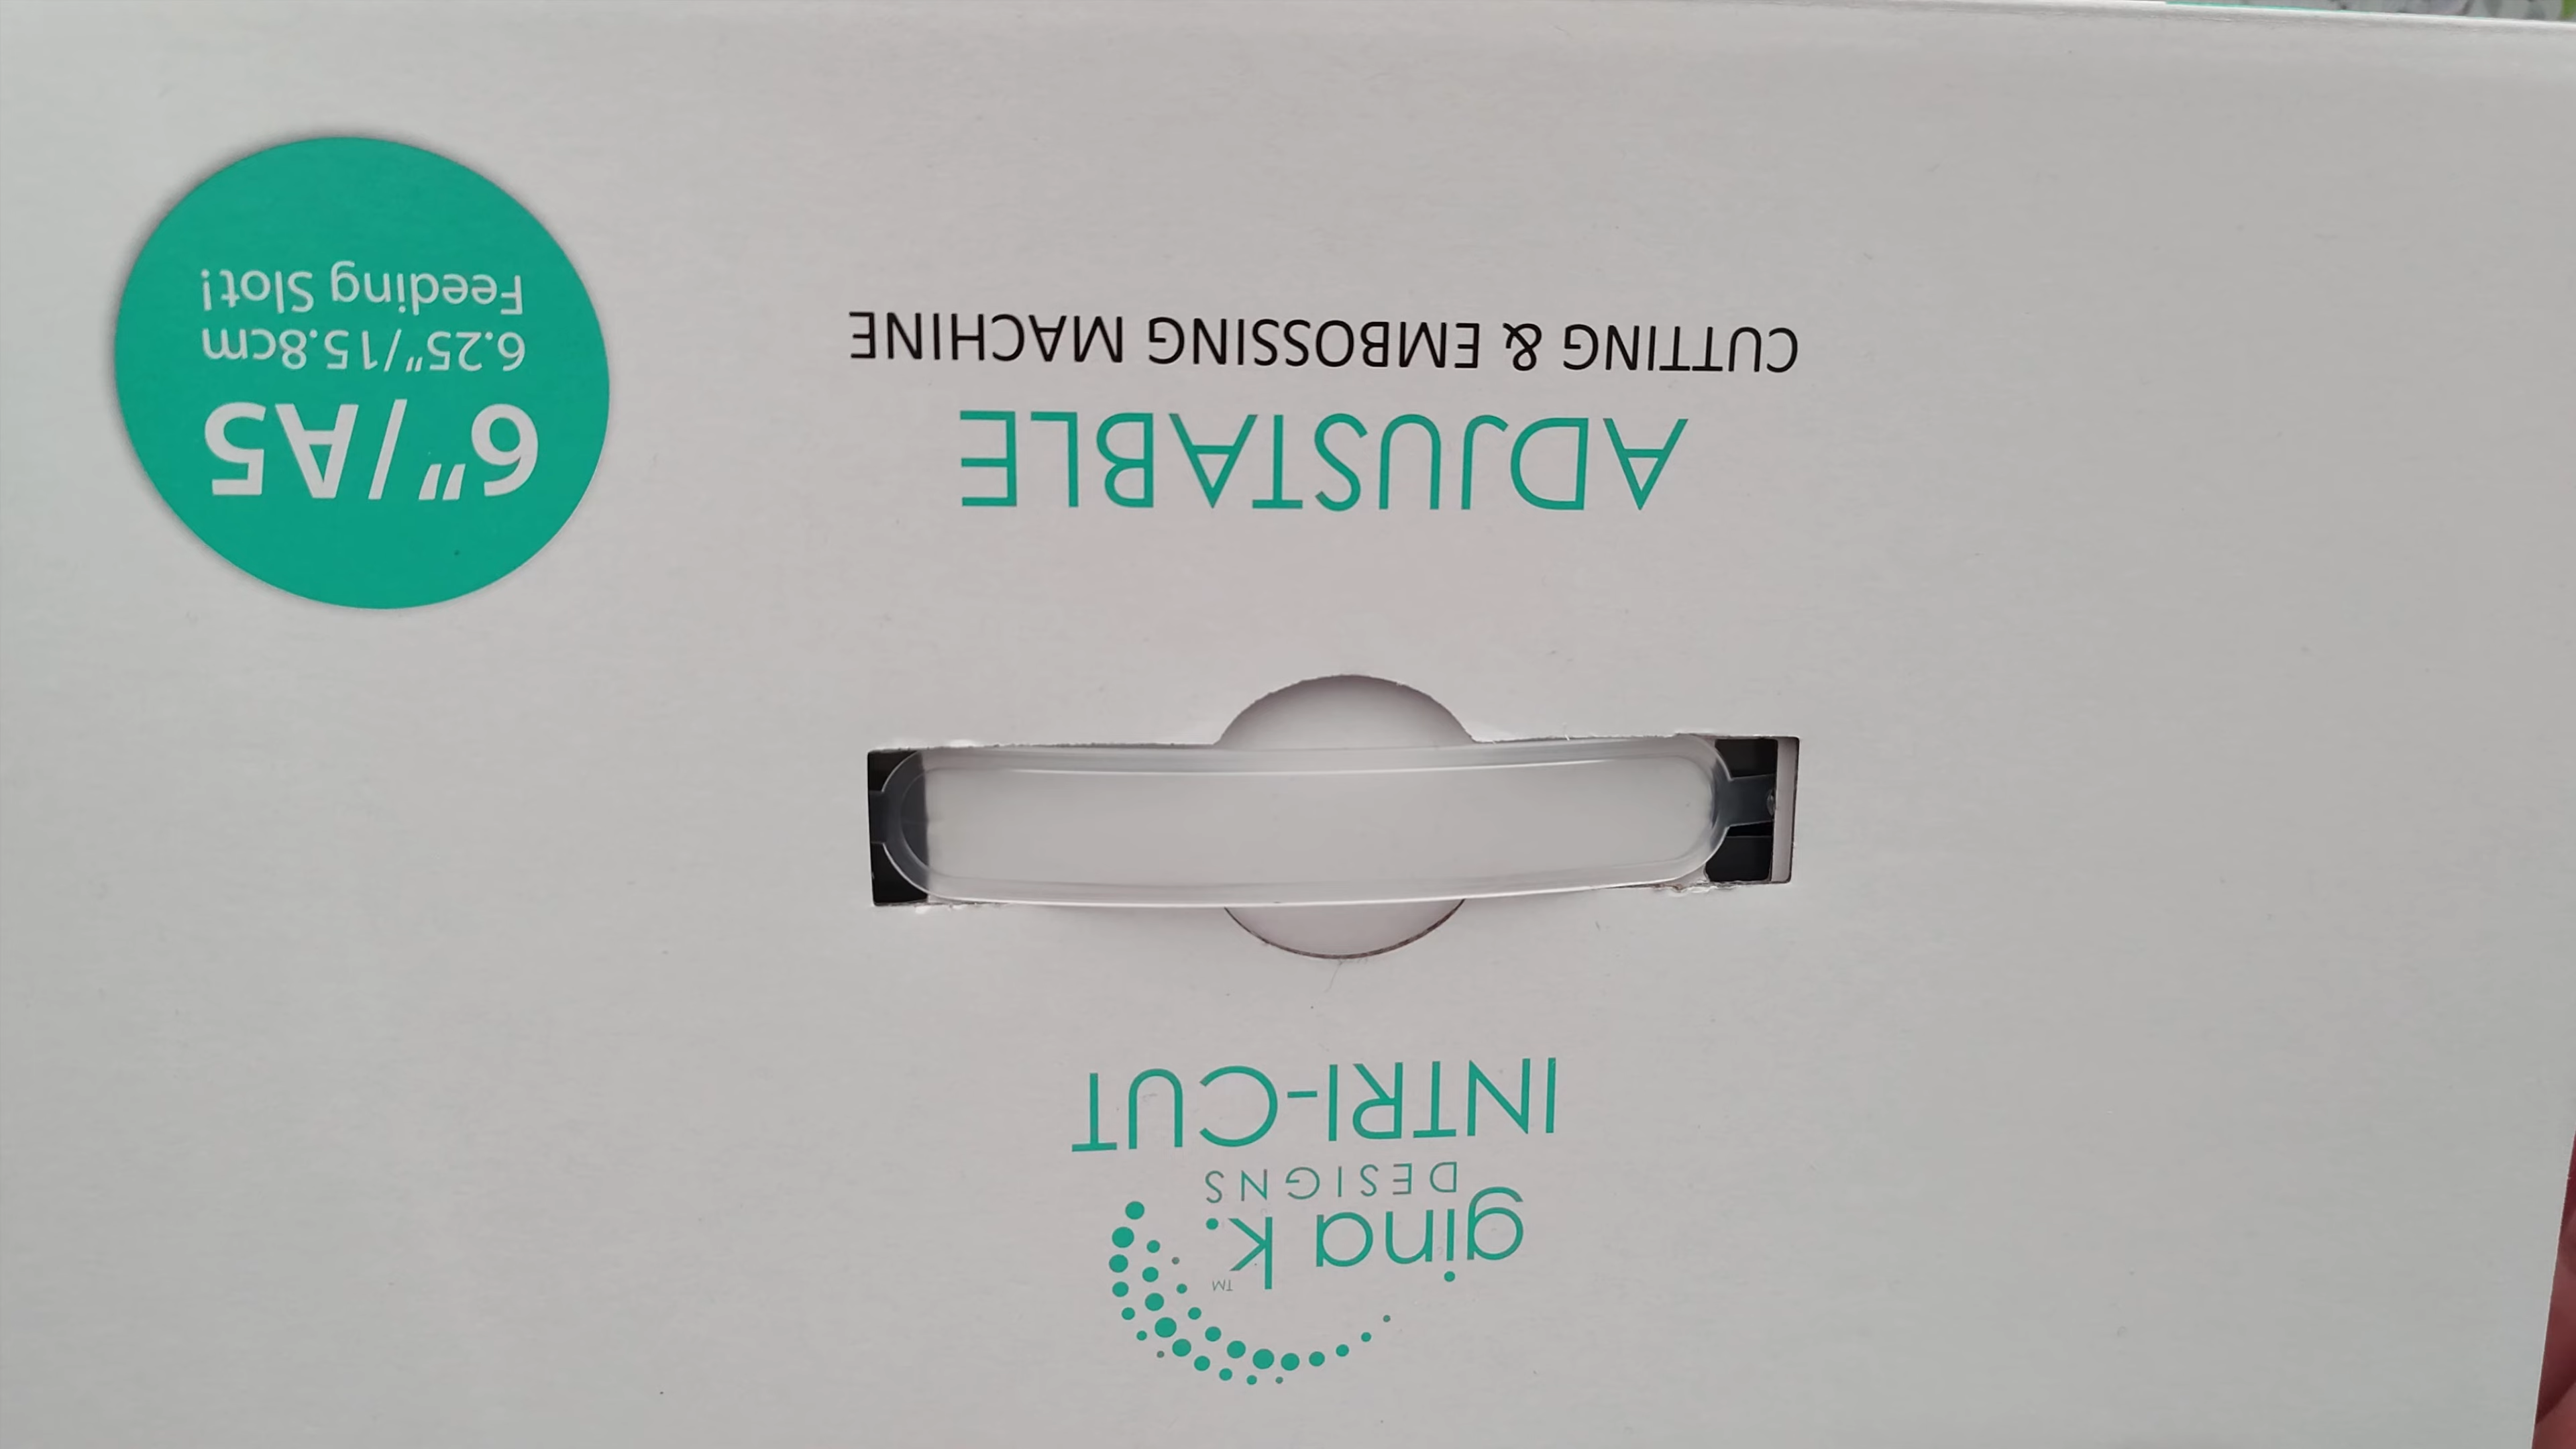 gina k.™
DESIGNS
INTRI-CUT
ADJUSTABLE
CUTTING & EMBOSSING MACHINE
6"/A5
6.25"/15.8cm
Feeding Slot!